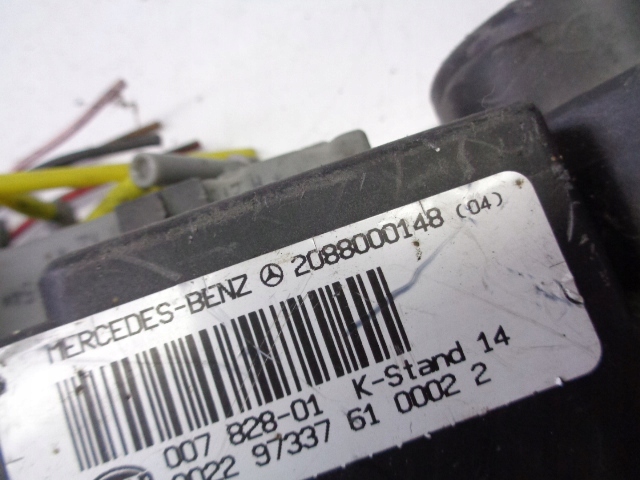 MERCEDES-BENZ 2088000148 (04)
007 828-01 K-Stand 14
0022 97337 61 0002 2